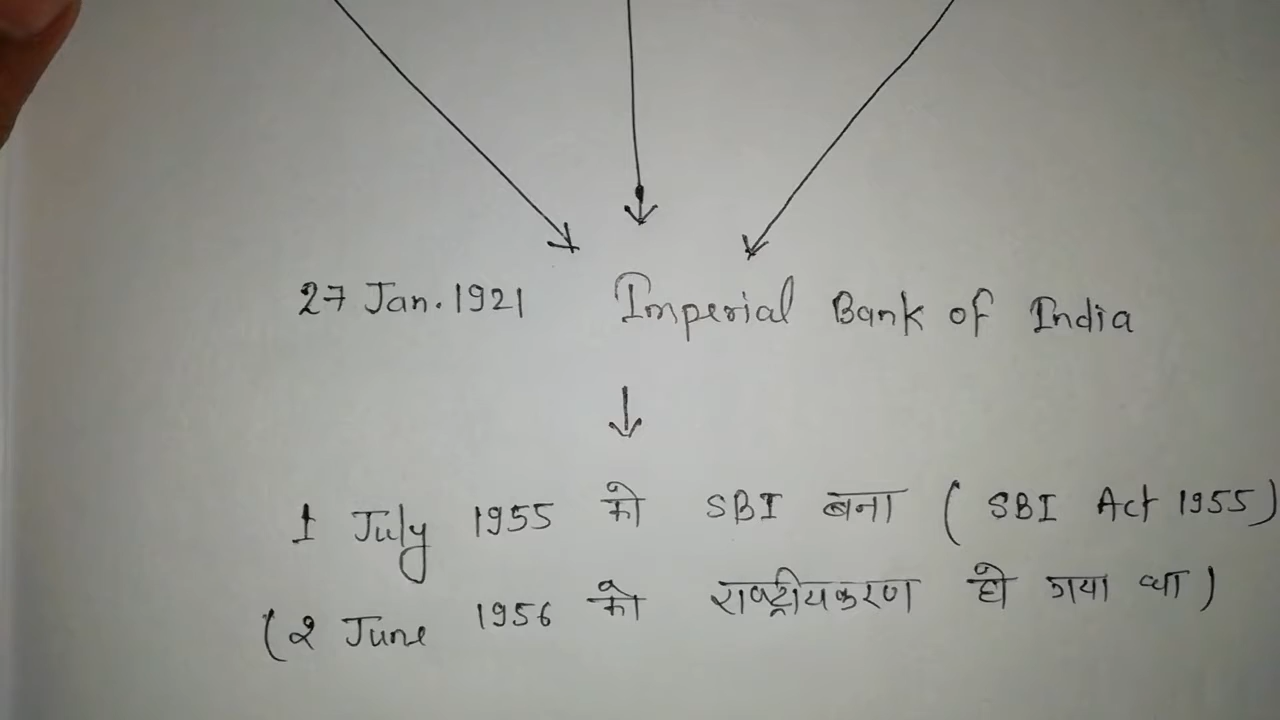 27 Jan. 1921 Imperial Bank of India
1 July 1955 को SBI बना ( SBI Act 1955)
(2 June 1956 को राष्ट्रीयकरण हो गया था)